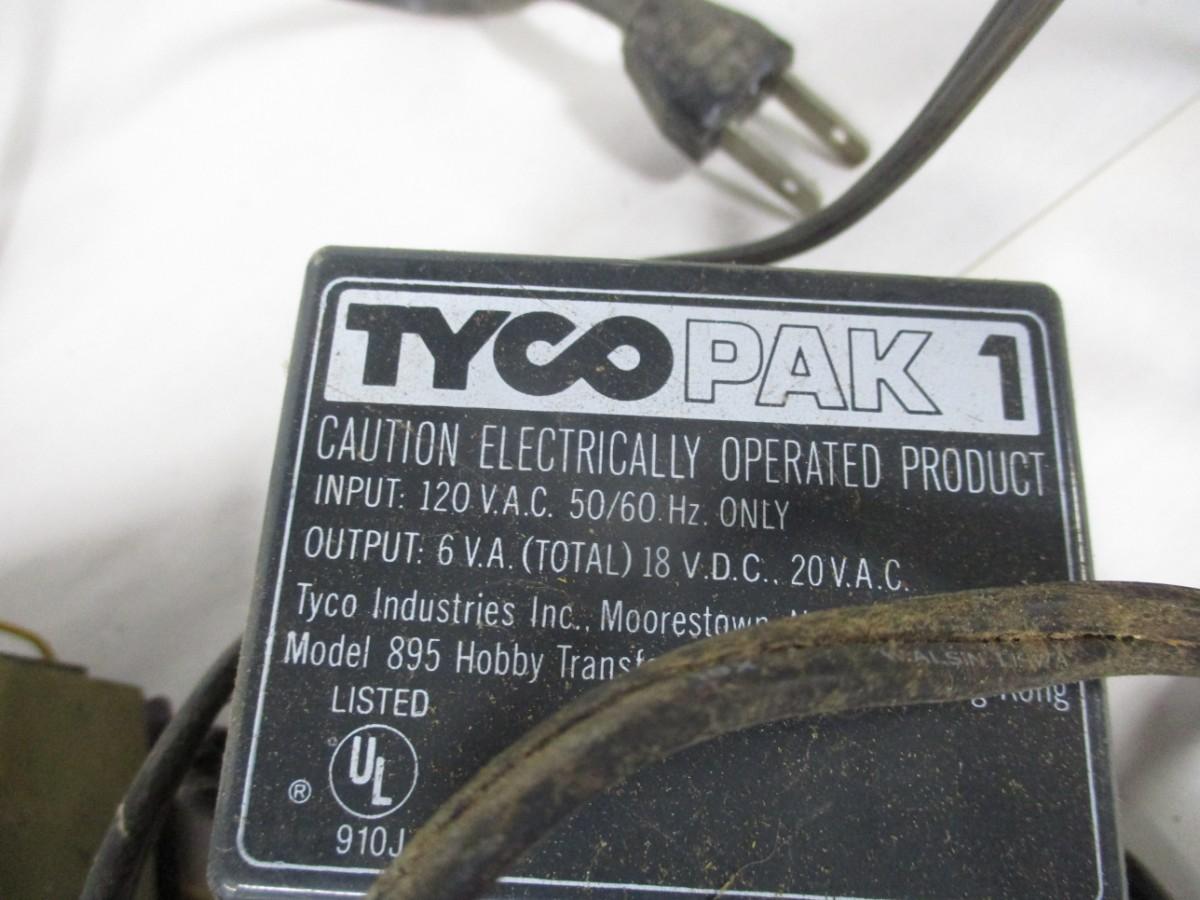 TYCO PAK 1
CAUTION ELECTRICALLY OPERATED PRODUCT
INPUT: 120 V.A.C. 50/60 Hz. ONLY
OUTPUT: 6 V.A. (TOTAL) 18 V.D.C.. 20 V.A.C.
Tyco Industries Inc., Moorestown
Model 895 Hobby
Kong
LISTED
UL
®
910J